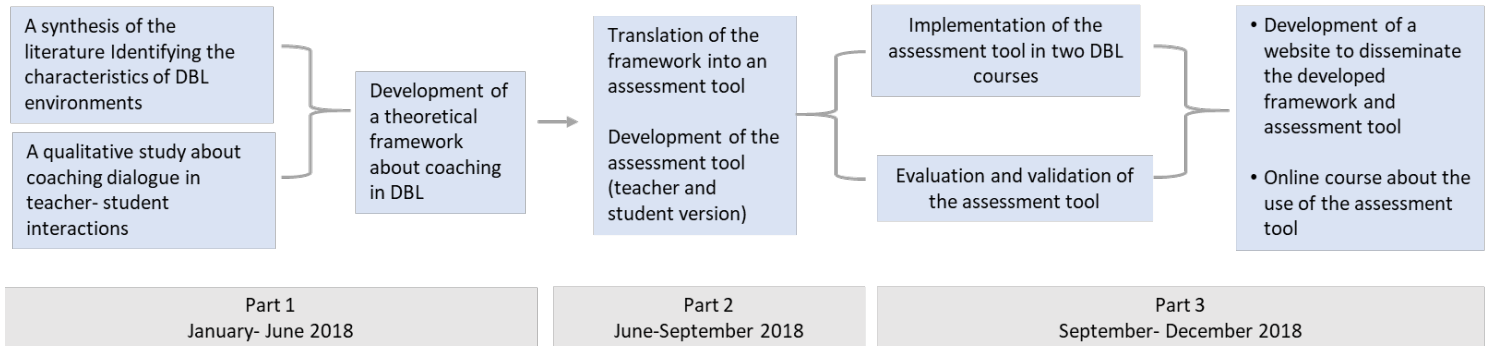 A synthesis of the
literature Identifying the
characteristics of DBL
environments
A qualitative study about
coaching dialogue in
teacher- student
interactions
Development of
a theoretical
framework
about coaching
in DBL
Translation of the
framework into an
assessment tool
Development of the
assessment tool
(teacher and
student version)
Implementation of the
assessment tool in two DBL
courses
Evaluation and validation of
the assessment tool
• Development of a
website to disseminate
the developed
framework and
assessment tool
• Online course about the
use of the assessment
tool
Part 1
January- June 2018
Part 2
June-September 2018
Part 3
September- December 2018